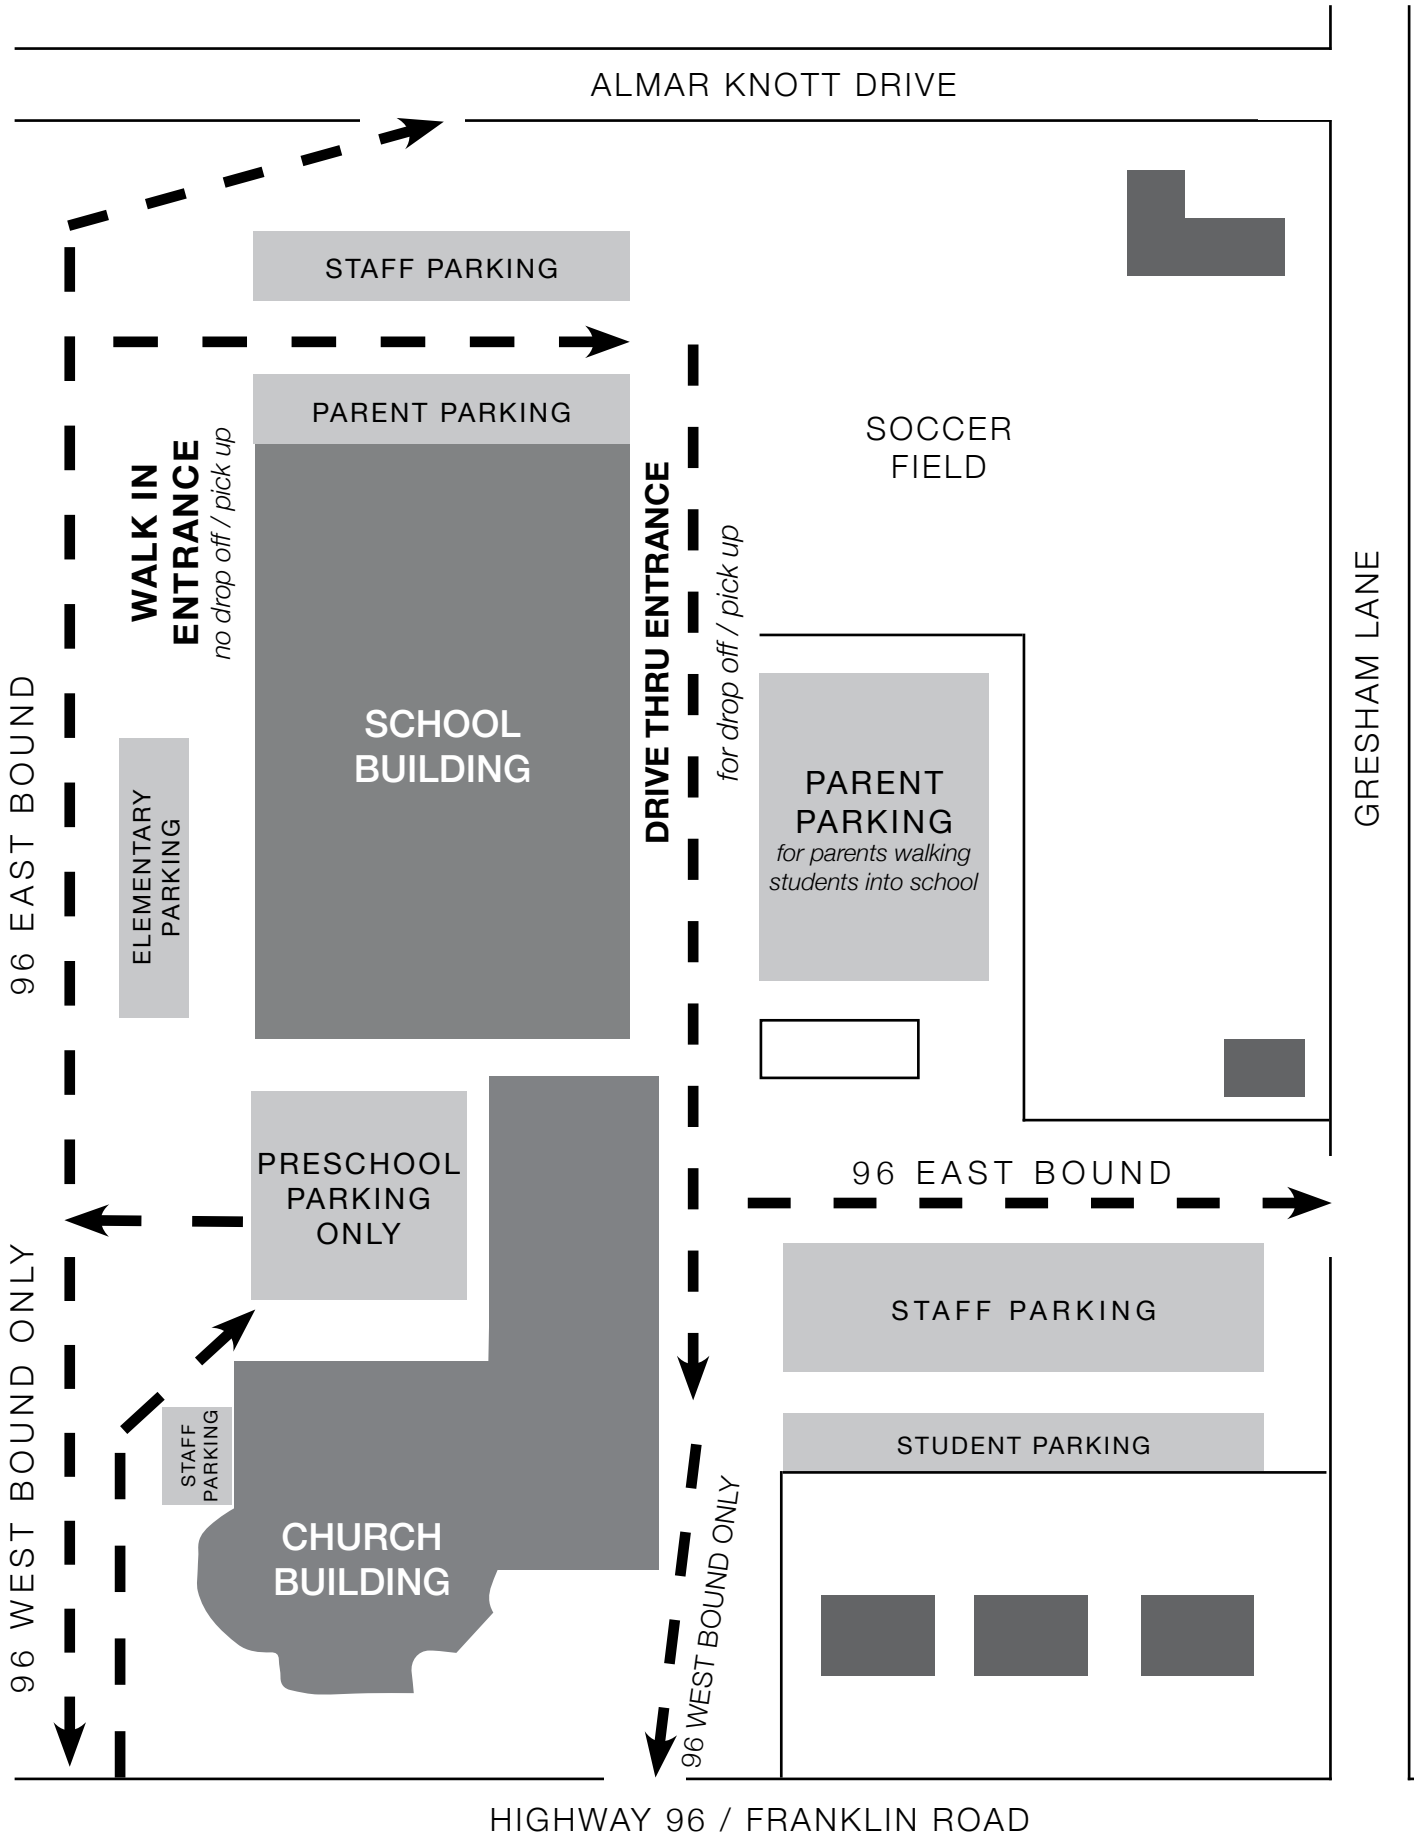 ALMAR KNOTT DRIVE
STAFF PARKING
PARENT PARKING
WALK IN
ENTRANCE
no drop off / pick up
DRIVE THRU ENTRANCE
for drop off / pick up
SOCCER
FIELD
GRESHAM LANE
96 EAST BOUND
SCHOOL
BUILDING
ELEMENTARY
PARKING
PARENT
PARKING
for parents walking
students into school
PRESCHOOL
PARKING
ONLY
96 EAST BOUND
96 WEST BOUND ONLY
STAFF PARKING
STAFF
PARKING
STUDENT PARKING
CHURCH
BUILDING
96 WEST BOUND ONLY
HIGHWAY 96 / FRANKLIN ROAD